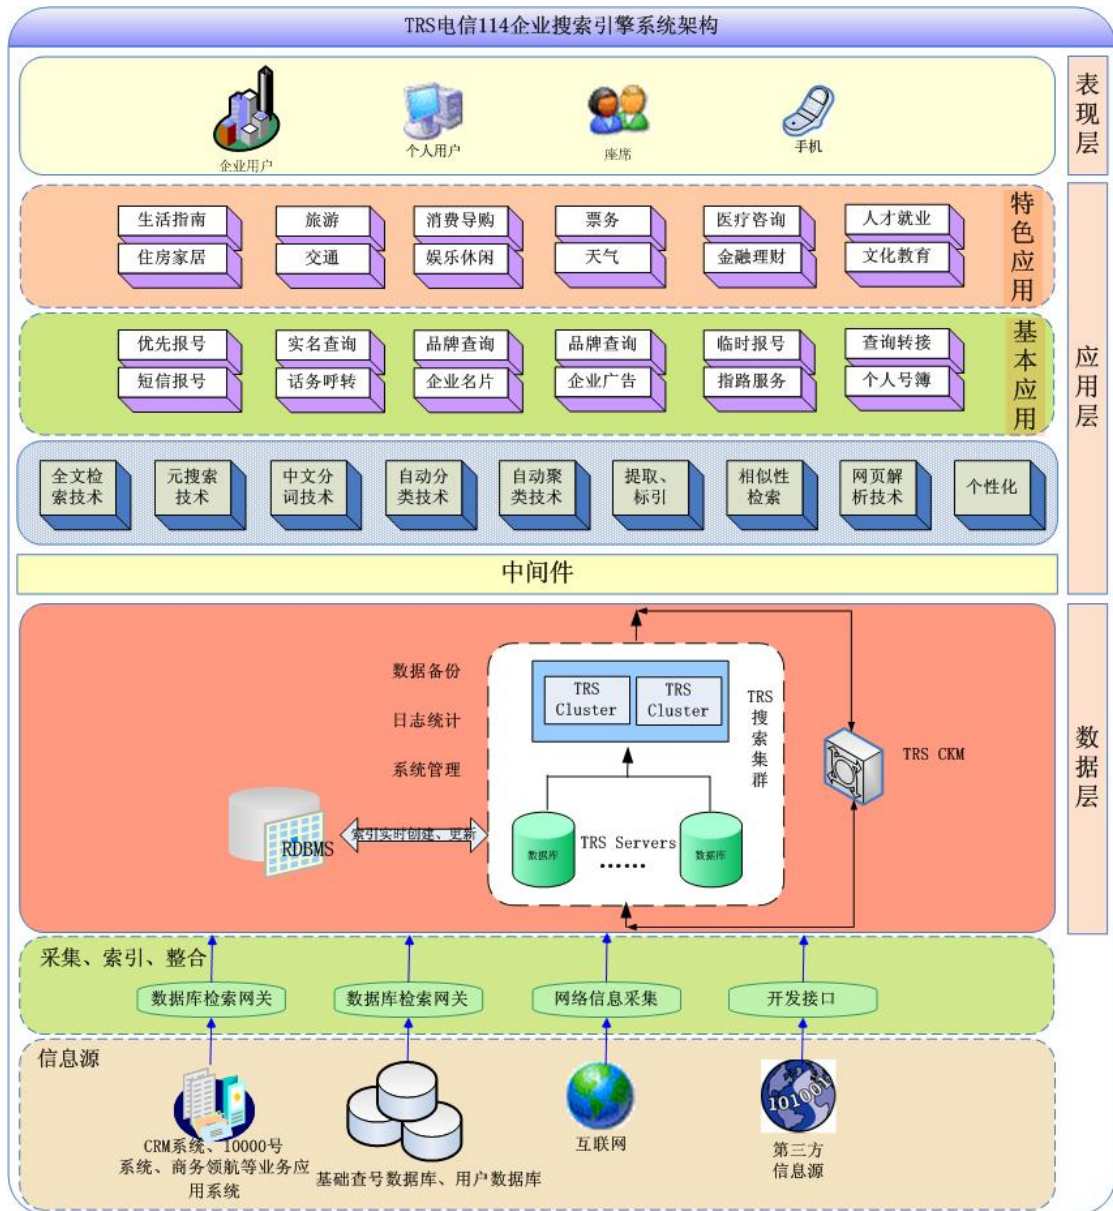 TRS电信114企业搜索引擎系统架构
企业用户
个人用户
座席
手机
表现层
生活指南
旅游
消费导购
票务
医疗咨询
人才就业
住房家居
交通
娱乐休闲
天气
金融理财
文化教育
特色应用
优先报号
实名查询
品牌查询
品牌查询
临时报号
查询转接
短信报号
话务呼转
企业名片
企业广告
指路服务
个人号簿
基本应用
应用层
全文检
索技术
元搜索
技术
中文分
词技术
自动分
类技术
自动聚
类技术
提取、
标引
相似性
检索
网页解
析技术
个性化
中间件
数据备份
日志统计
系统管理
TRS
Cluster
TRS
Cluster
TRS
搜索集群
TRS CKM
数据层
RDBMS
索引实时创建、更新
数据库
TRS Servers
......
数据库
采集、索引、整合
数据库检索网关
数据库检索网关
网络信息采集
开发接口
信息源
101001
CRM系统、10000号
系统、商务领航等业务应
用系统
基础查号数据库、用户数据库
互联网
第三方
信息源